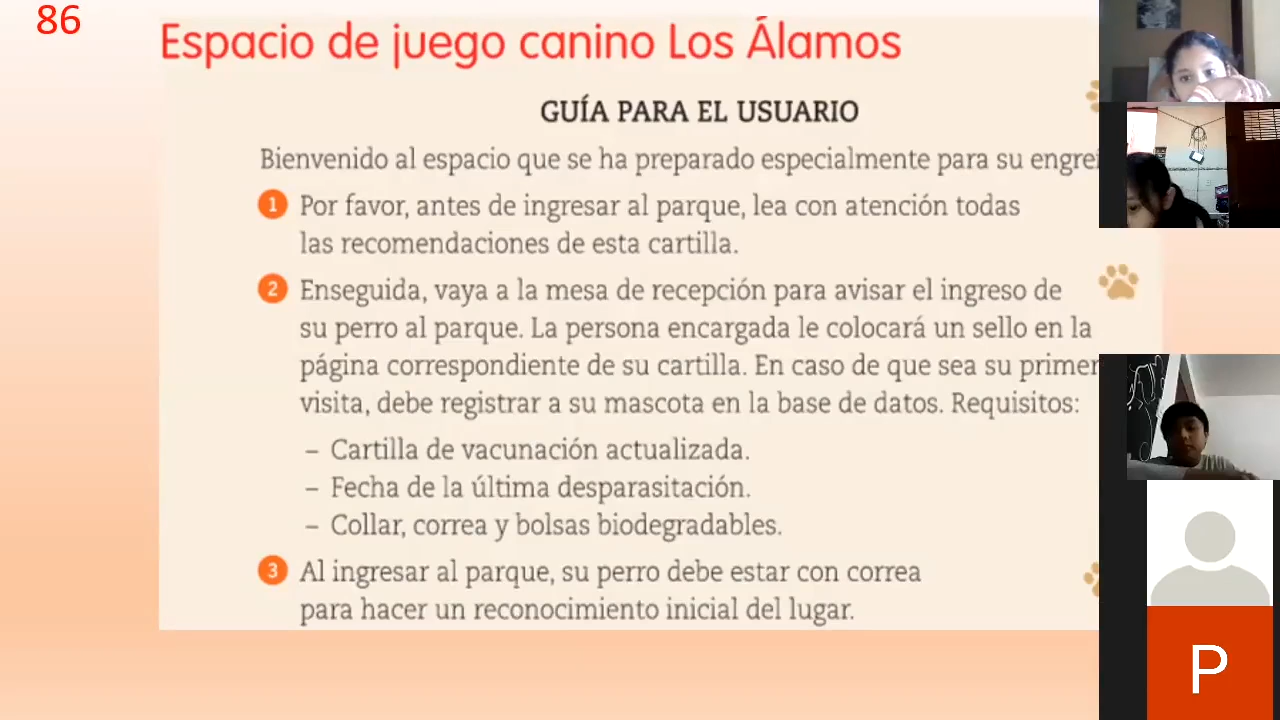 86
Espacio de juego canino Los Álamos
GUÍA PARA EL USUARIO
Bienvenido al espacio que se ha preparado especialmente para su
1 Por favor, antes de ingresar al parque, lea con atención todas
las recomendaciones de esta cartilla.
2 Enseguida, vaya a la mesa de recepción para avisar el ingreso de
su perro al parque. La persona encargada le colocará un sello en la
página correspondiente de su cartilla. En caso de que sea su primer
visita, debe registrar a su mascota en la base de datos. Requisitos:
– Cartilla de vacunación actualizada.
– Fecha de la última desparasitación.
– Collar, correa y bolsas biodegradables.
3 Al ingresar al parque, su perro debe estar con correa
para hacer un reconocimiento inicial del lugar.
P